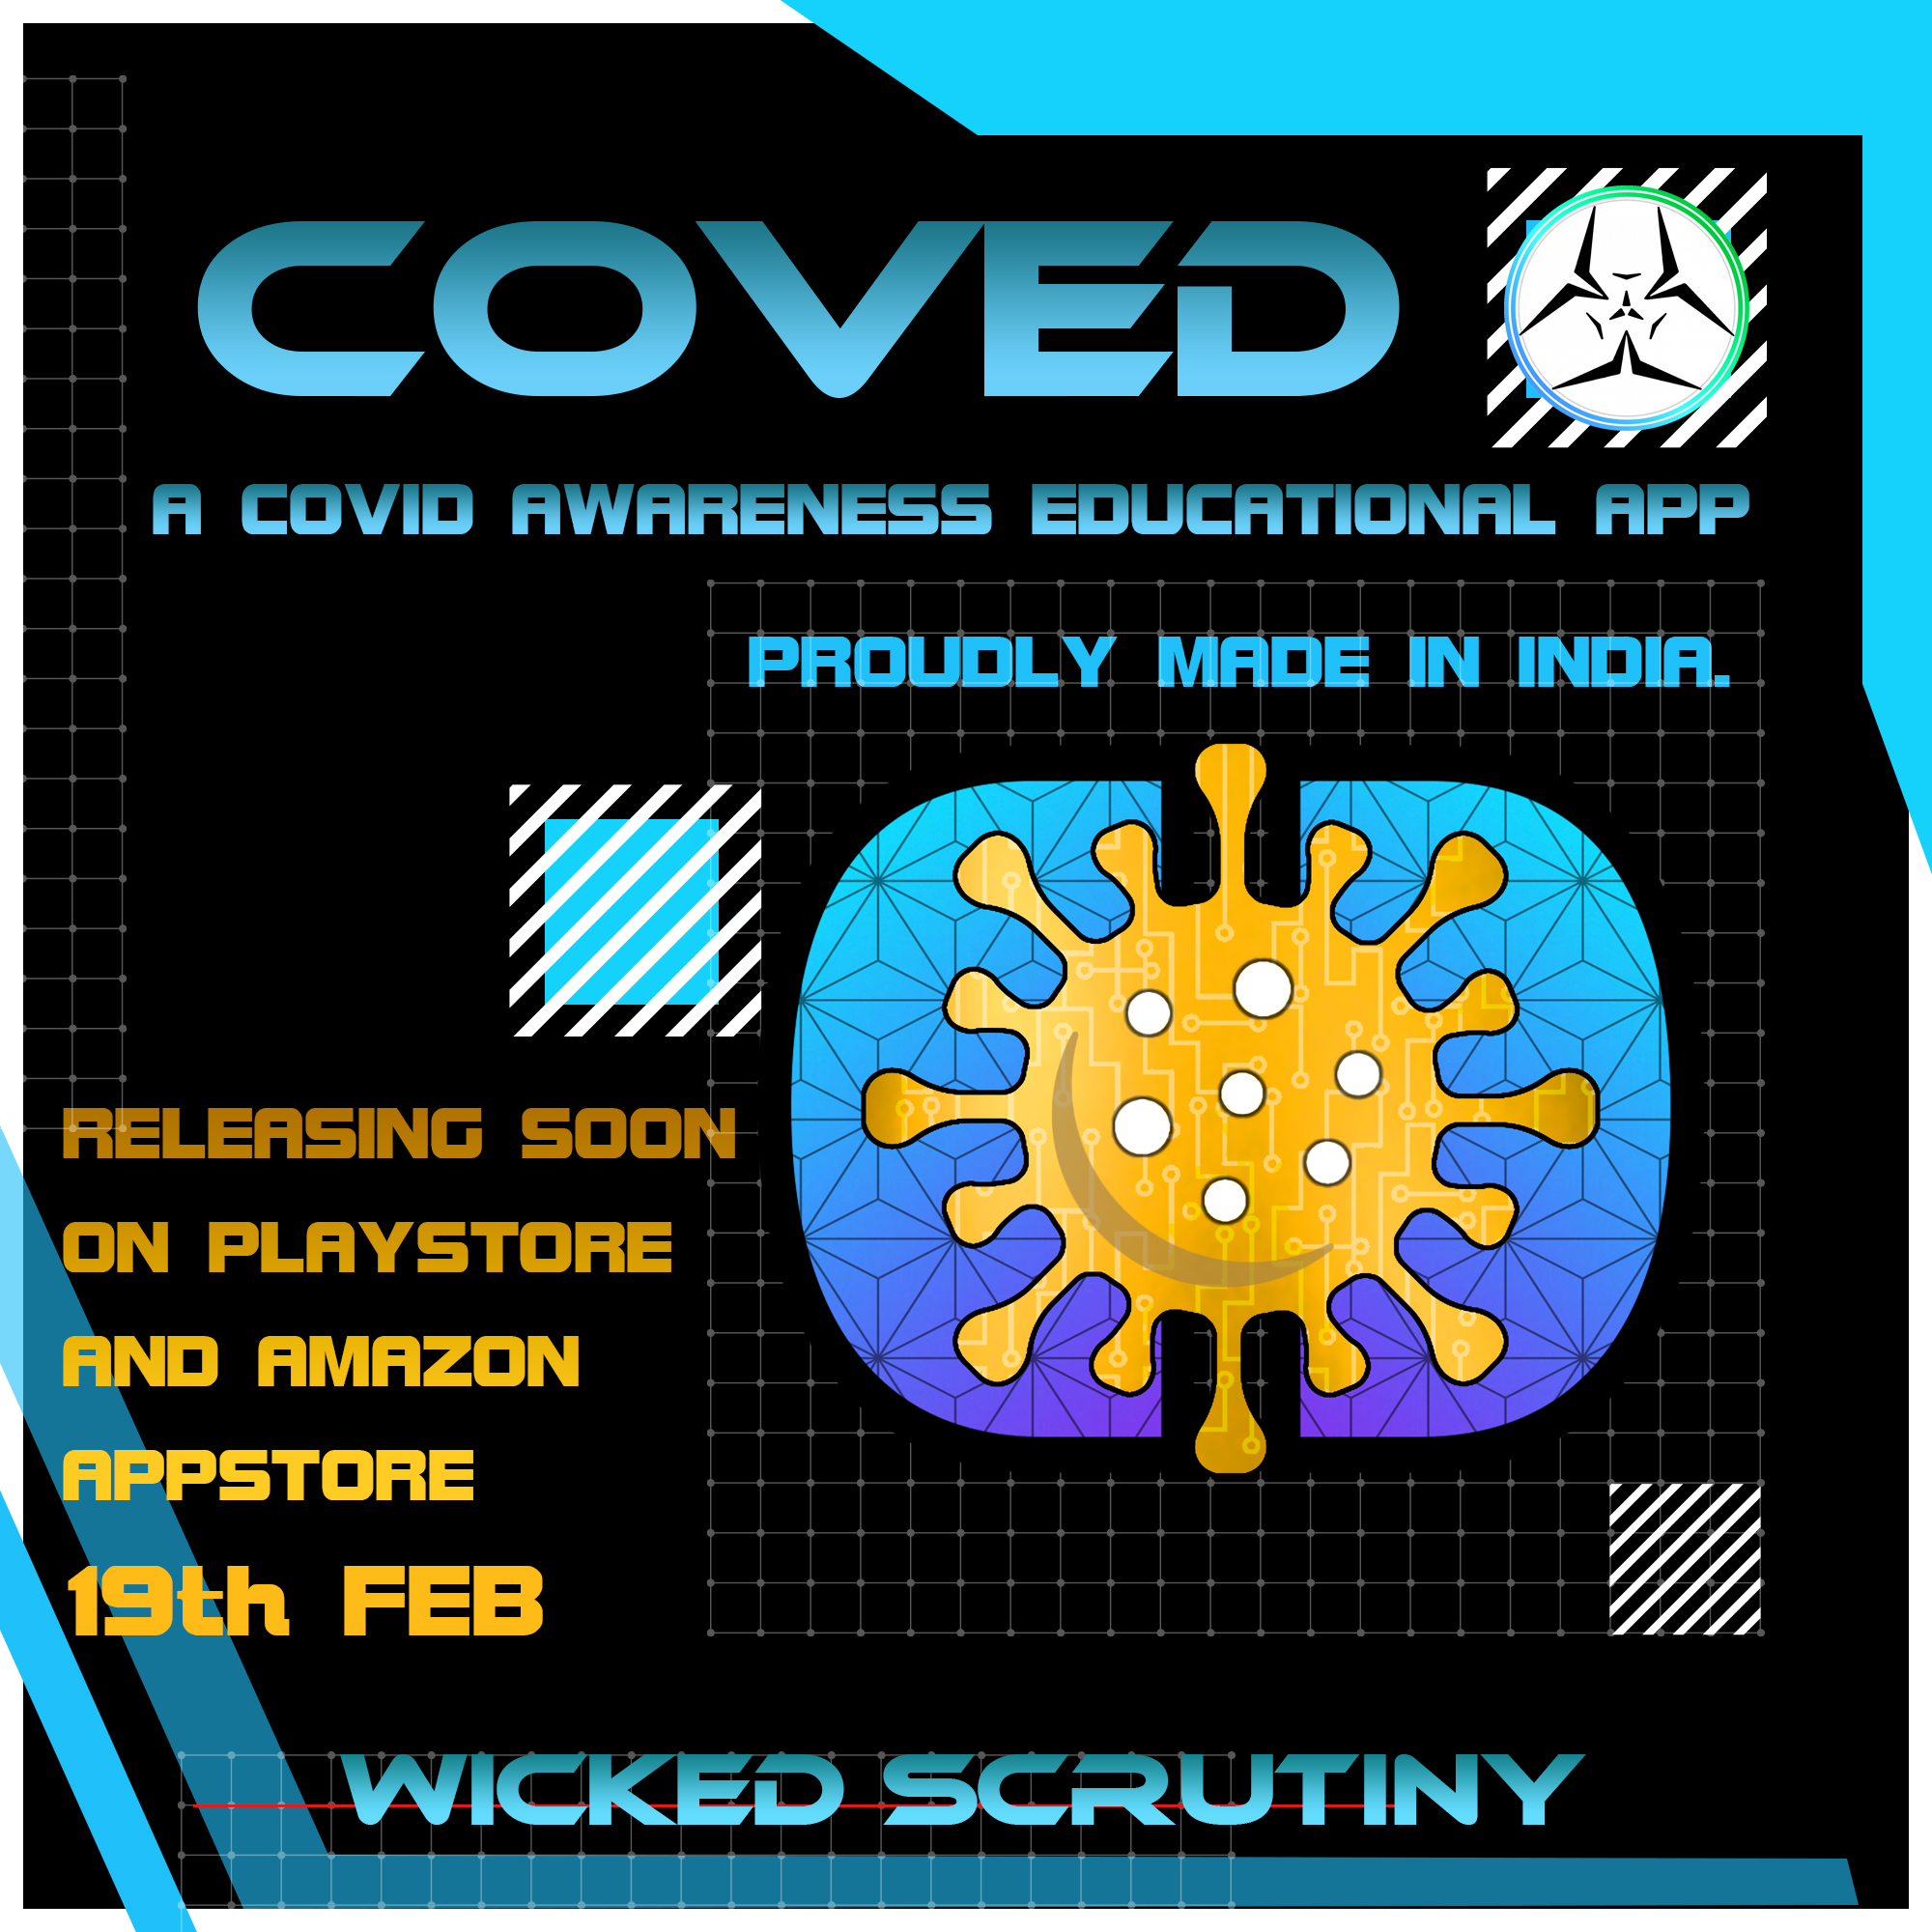 COVED
A COVID AWARENESS EDUCATIONAL APP
PROUDLY MADE IN INDIA.
RELEASING SOON
ON PLAYSTORE
AND AMAZON
APPSTORE
19th FEB
WICKED SCRUTINY